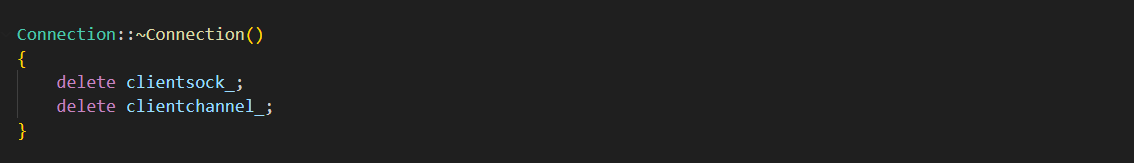 Connection::~Connection()
{
    delete clientsock_;
    delete clientchannel_;
}